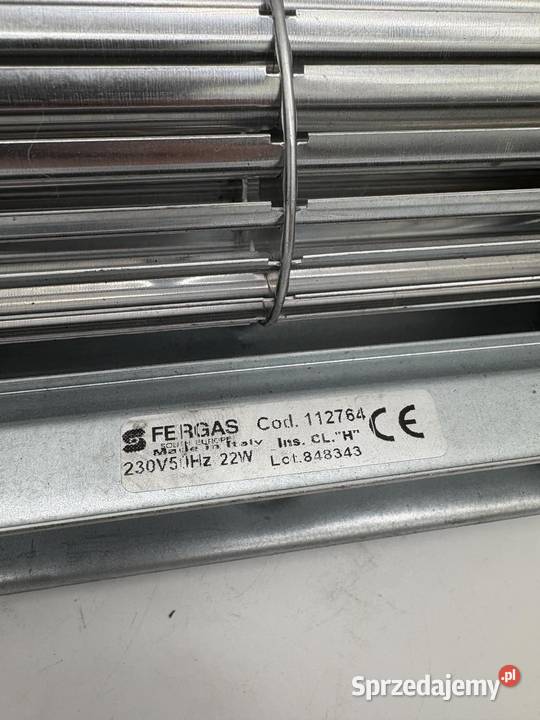 FERGAS Cod. 112764 CE
SOUTH EUROPE
Made in Italy Ins. CL."H"
230V50Hz 22W Lot.848343
Sprzedajemy.pl